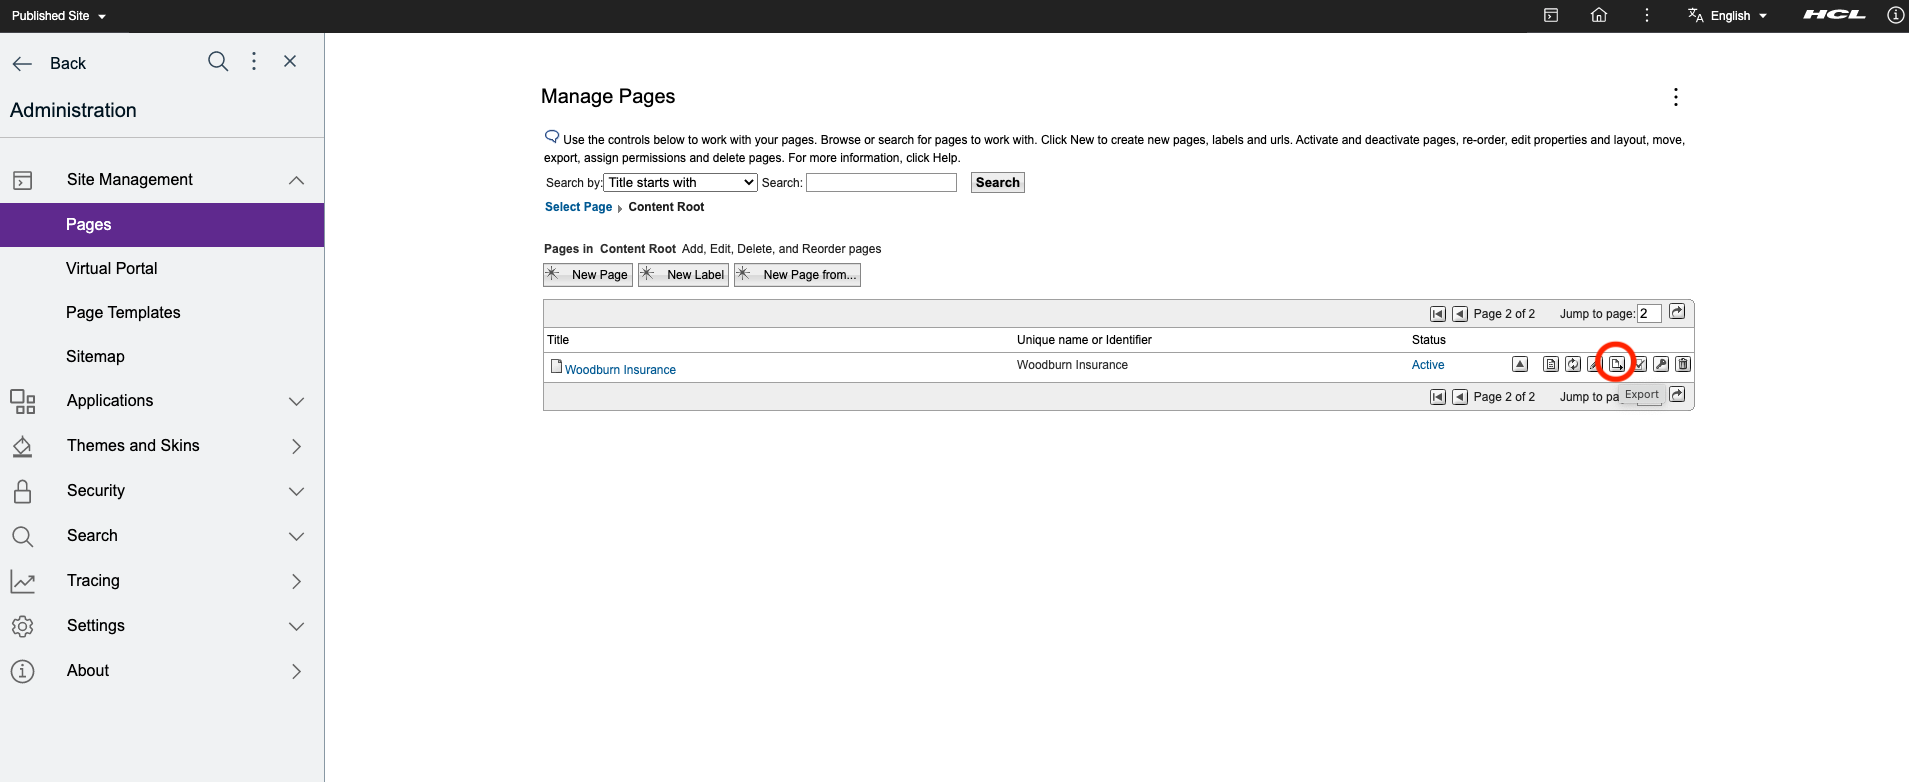 Published Site
English
HCL
Back
Administration
Site Management
Pages
Virtual Portal
Page Templates
Sitemap
Applications
Themes and Skins
Security
Search
Tracing
Settings
About
Manage Pages
Use the controls below to work with your pages. Browse or search for pages to work with. Click New to create new pages, labels and urls. Activate and deactivate pages, re-order, edit properties and layout, move,
export, assign permissions and delete pages. For more information, click Help.
Search by: Title starts with Search: Search
Select Page Content Root
Pages in Content Root Add, Edit, Delete, and Reorder pages
New Page New Label New Page from...
Page 2 of 2 Jump to page: 2
Title Unique name or Identifier Status
Woodburn Insurance Woodburn Insurance Active
Page 2 of 2 Jump to pa
Export